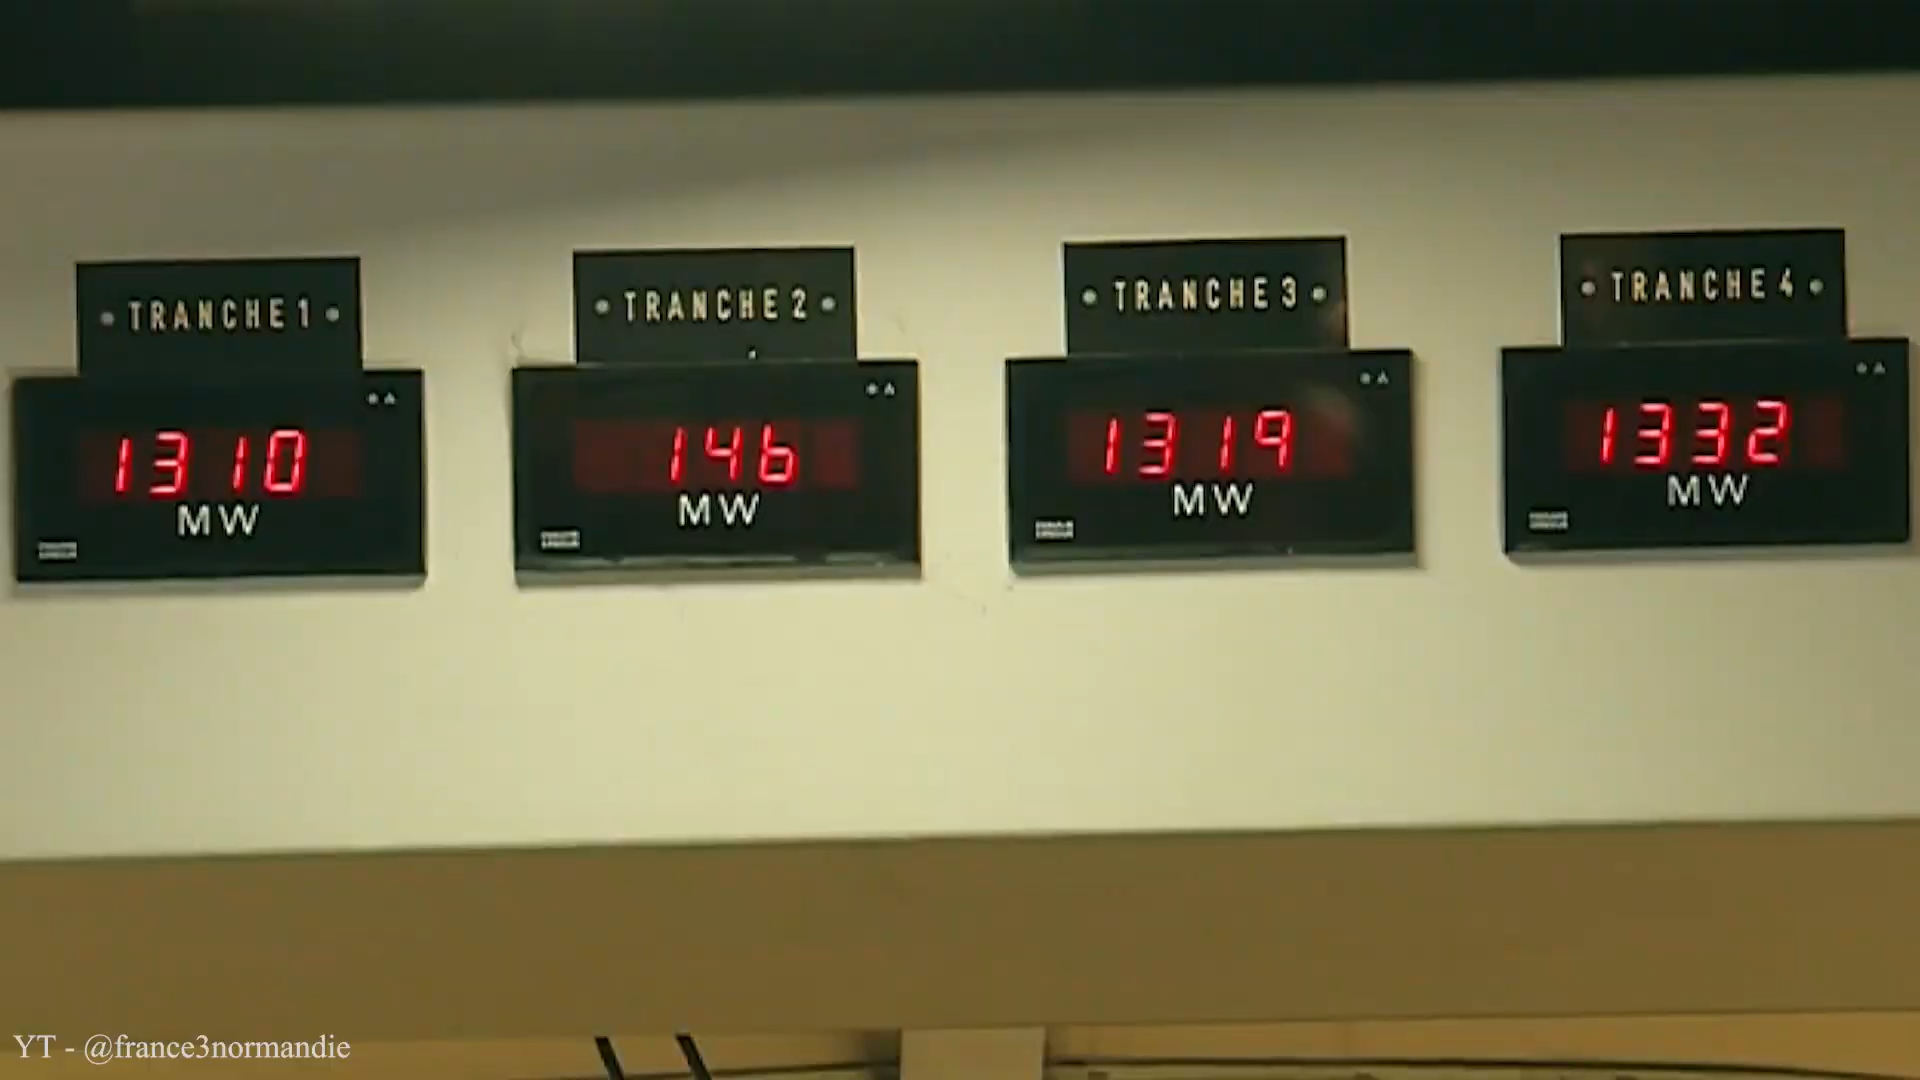 TRANCHE 1
1310
MW
TRANCHE 2
146
MW
TRANCHE 3
1319
MW
TRANCHE 4
1332
MW
YT - @france3normandie